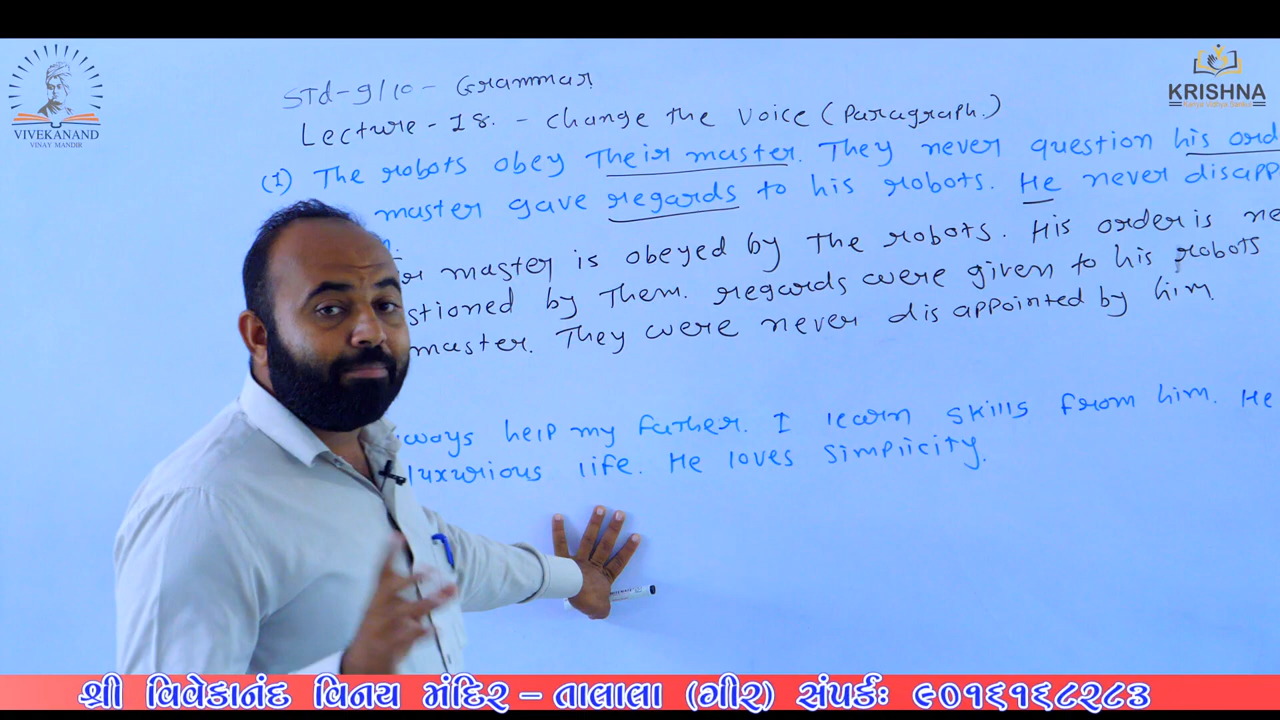 VIVEKANAND
VINAY MANDIR
KRISHNA
STd-9/10 - Grammar
Lecture-18. - Change the Voice (Paragraph.)
(1) The robots obey Their master. They never question his ord
master gave regards to his robots. He never disapp
master is obeyed by The robots. His order is ne
stioned by Them. regards were given to his robots
master. They were never disappointed by him.
ways help my Father. I learn skills from him. He
luxurious life. He loves Simplicity.
શ્રી વિવેકાનંદ વિનય મંદિર – તાલાલા (ગીર) સંપર્કઃ ૯૦૧૬૧૬૮૨૮૩